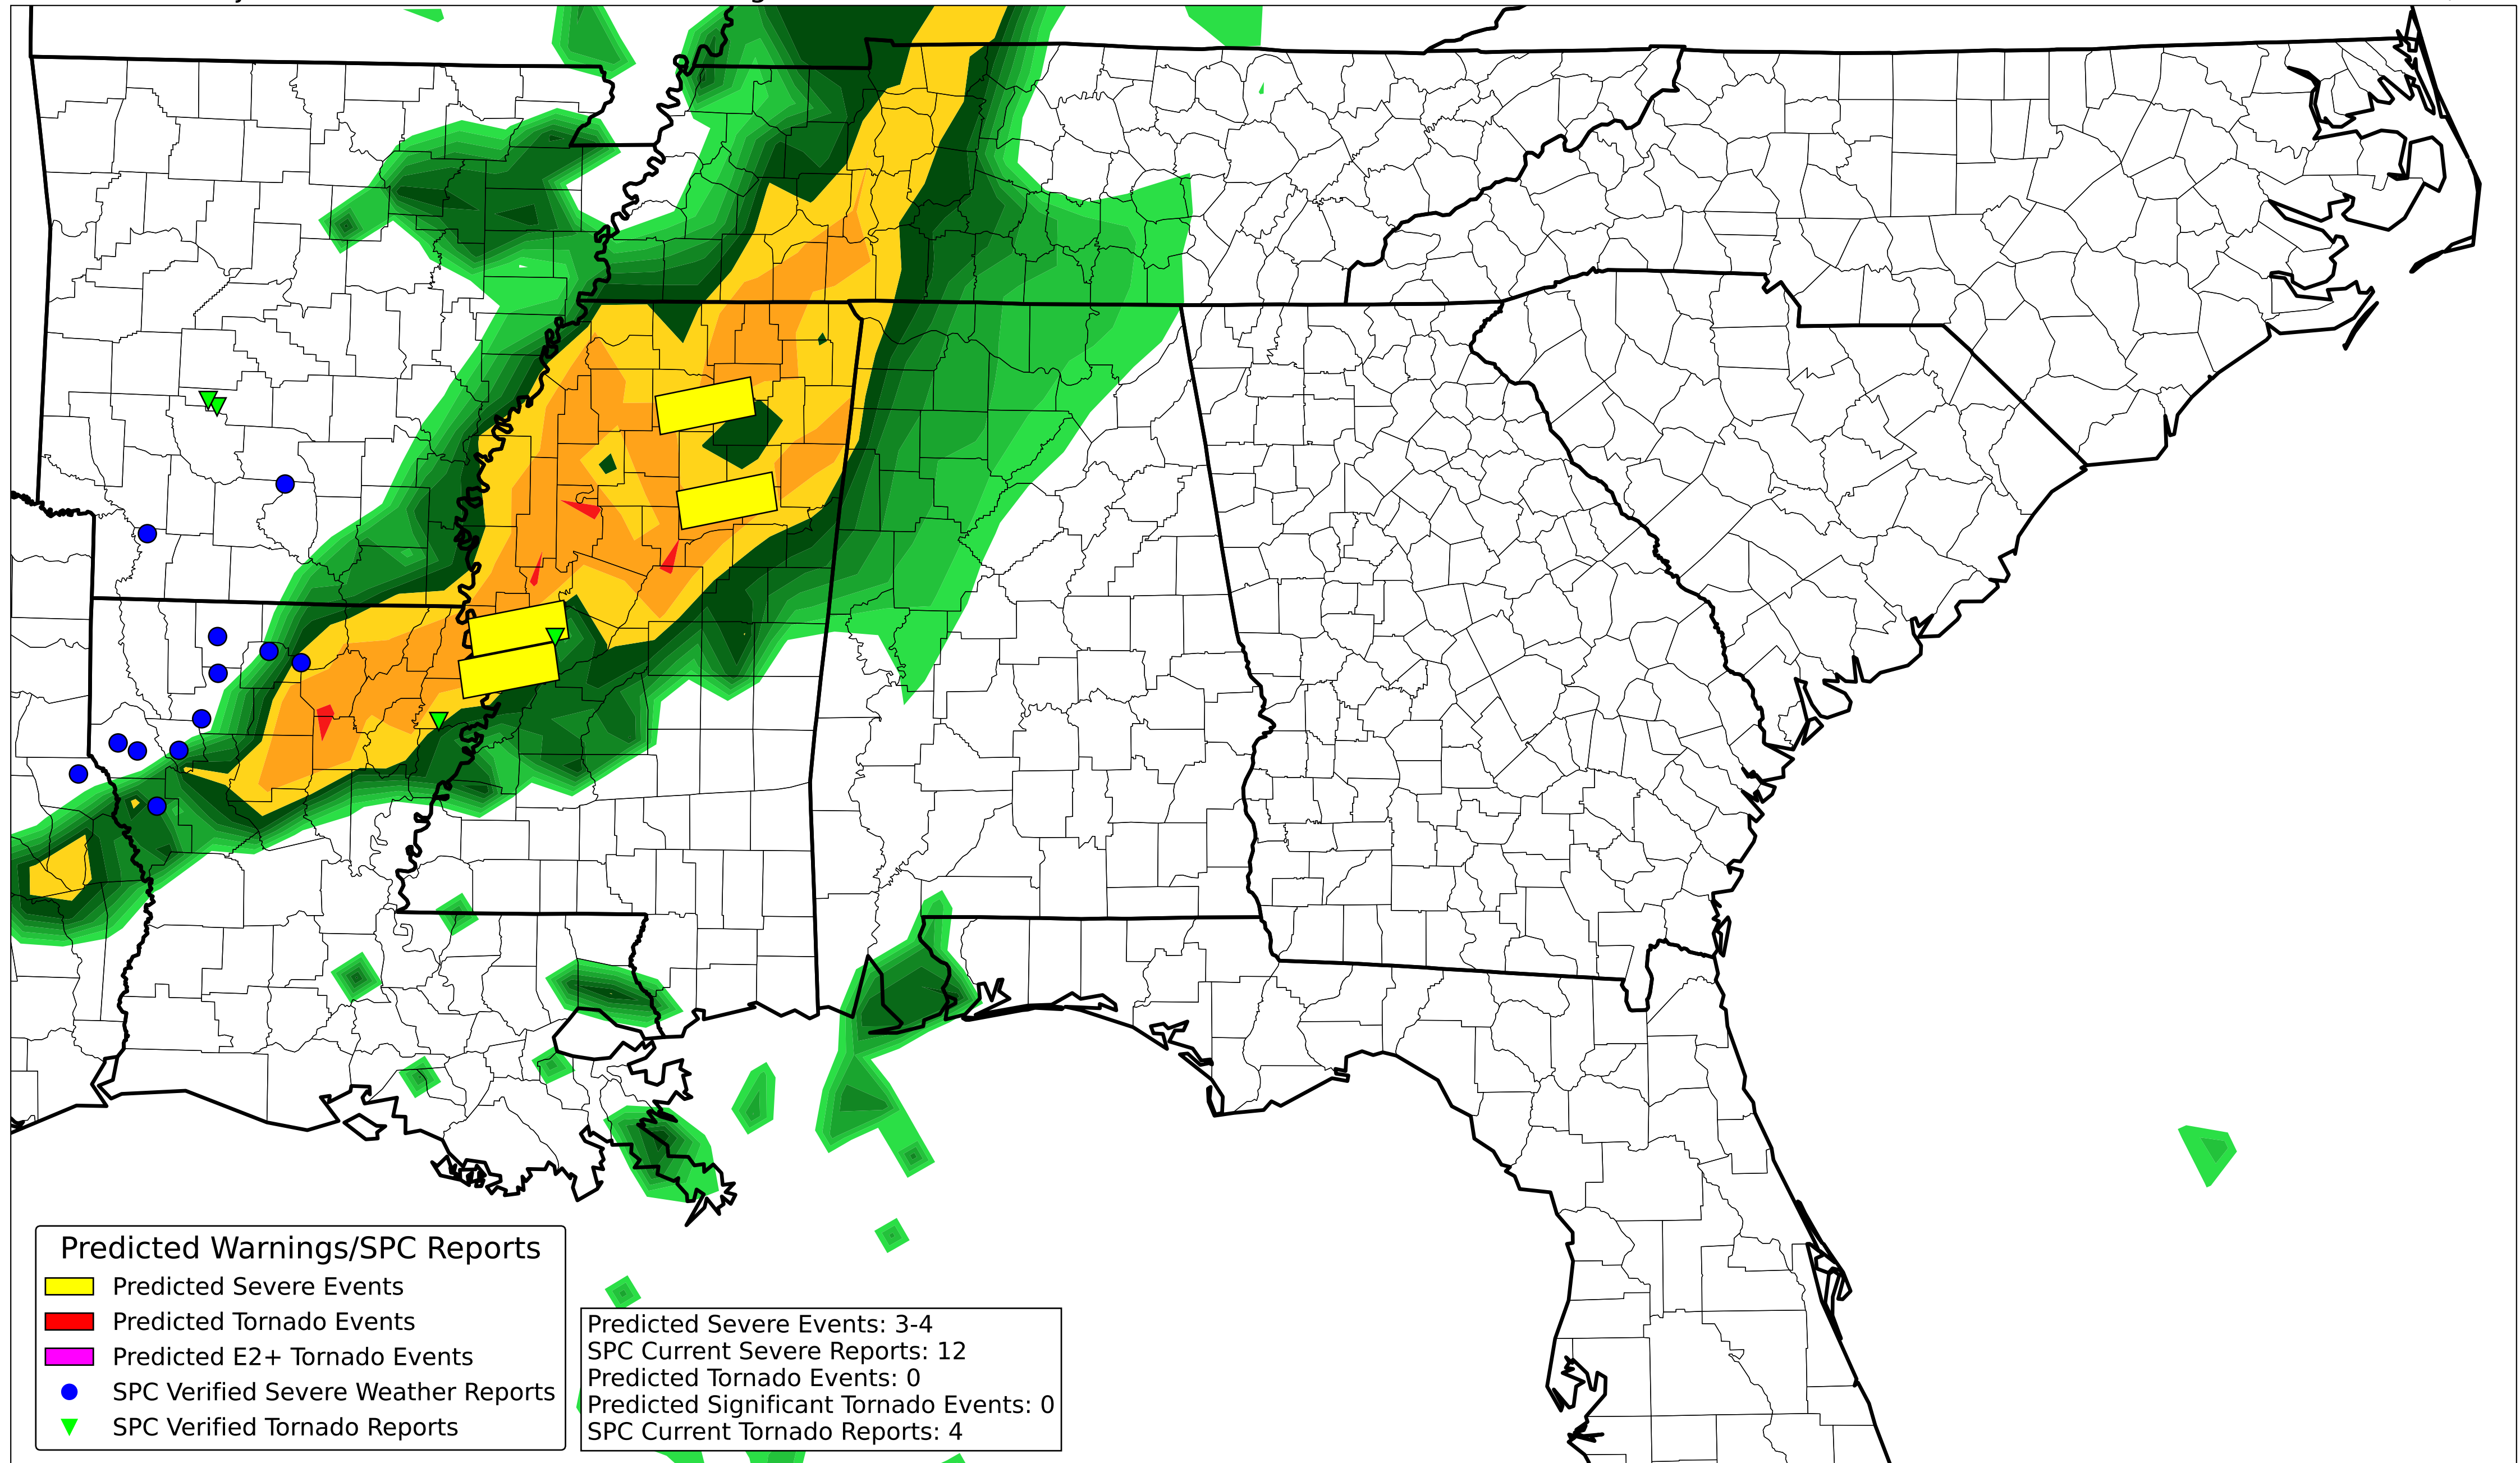 Predicted Warnings/SPC Reports
Predicted Severe Events
Predicted Tornado Events
Predicted E2+ Tornado Events
SPC Verified Severe Weather Reports
SPC Verified Tornado Reports
Predicted Severe Events: 3-4
SPC Current Severe Reports: 12
Predicted Tornado Events: 0
Predicted Significant Tornado Events: 0
SPC Current Tornado Reports: 4